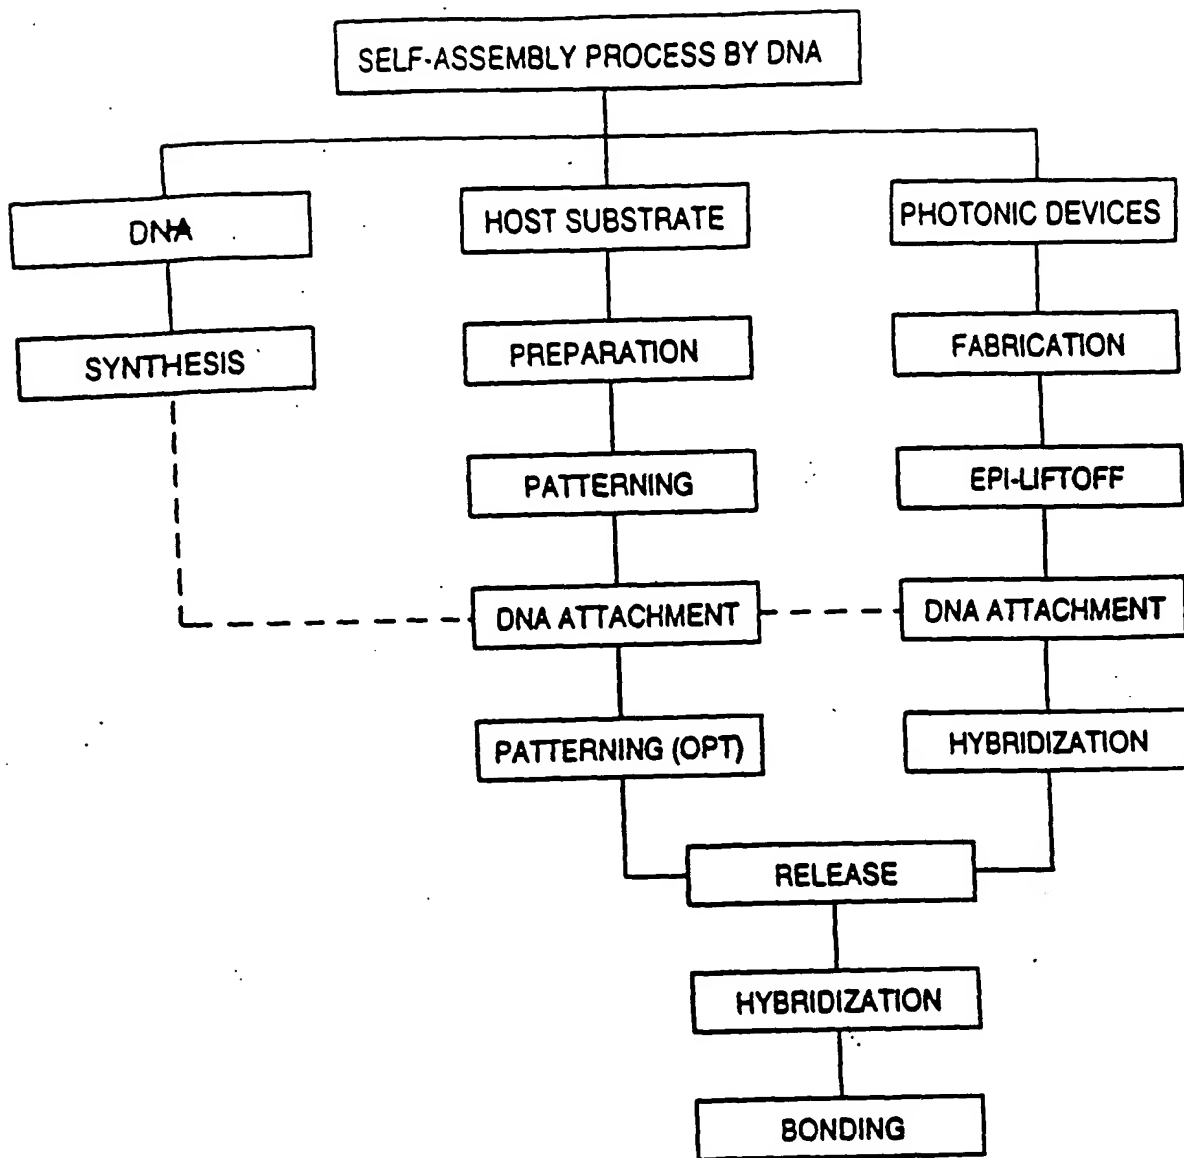 SELF-ASSEMBLY PROCESS BY DNA
DNA
HOST SUBSTRATE
PHOTONIC DEVICES
SYNTHESIS
PREPARATION
FABRICATION
PATTERNING
EPI-LIFTOFF
DNA ATTACHMENT
DNA ATTACHMENT
PATTERNING (OPT)
HYBRIDIZATION
RELEASE
HYBRIDIZATION
BONDING